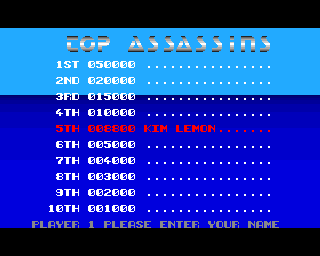 TOP ASSASSINS
1ST 050000 ................
2ND 020000 ................
3RD 015000 ................
4TH 010000 ................
5TH 008800 KIM LEMON.......
6TH 005000 ................
7TH 004000 ................
8TH 003000 ................
9TH 002000 ................
10TH 001000 ................
PLAYER 1 PLEASE ENTER YOUR NAME